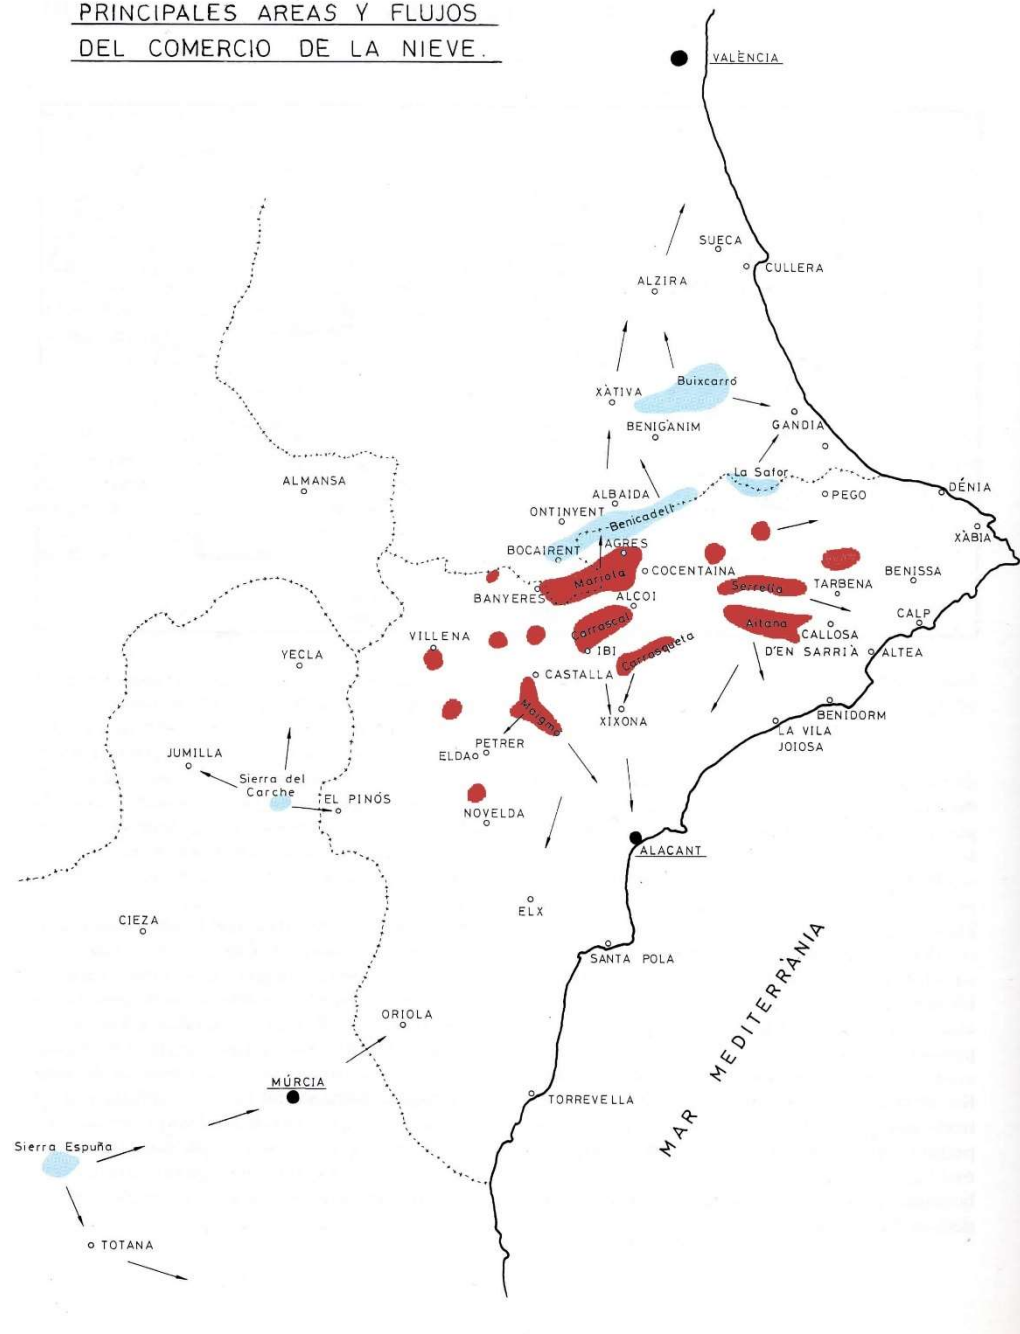 PRINCIPALES AREAS Y FLUJOS
DEL COMERCIO DE LA NIEVE.
VALÈNCIA
SUECA
CULLERA
ALZIRA
Buixcarró
XÀTIVA
GANDIA
BENIGÀNIM
La Safor
ALMANSA
DÉNIA
PEGO
ALBAIDA
ONTINYENT
Benicadell
XÀBIA
AGRES
BOCAIRENT
COCENTAINA
Mariola
BENISSA
TARBENA
Serrella
BANYERES
ALCOI
CALP
Carrascal
Aitana
VILLENA
CALLOSA
D'EN SARRIÀ
Carrasqueta
IBI
ALTEA
YECLA
CASTALLA
Maigmó
XIXONA
BENIDORM
LA VILA
JOIOSA
PETRER
ELDA
JUMILLA
Sierra del
Carche
EL PINÓS
NOVELDA
ALACANT
ELX
CIEZA
SANTA POLA
MAR MEDITERRÀNIA
ORIOLA
MÚRCIA
TORREVELLA
Sierra Espuña
TOTANA